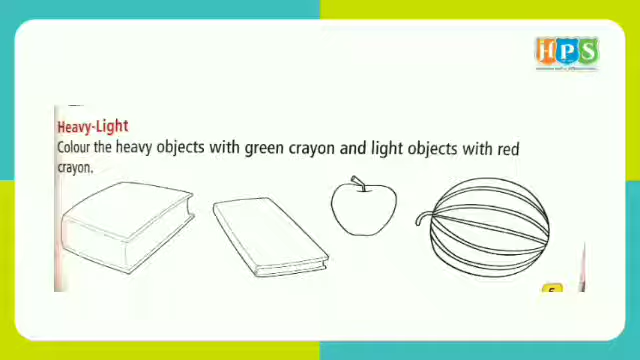 HPS
Heavy-Light
Colour the heavy objects with green crayon and light objects with red
crayon.